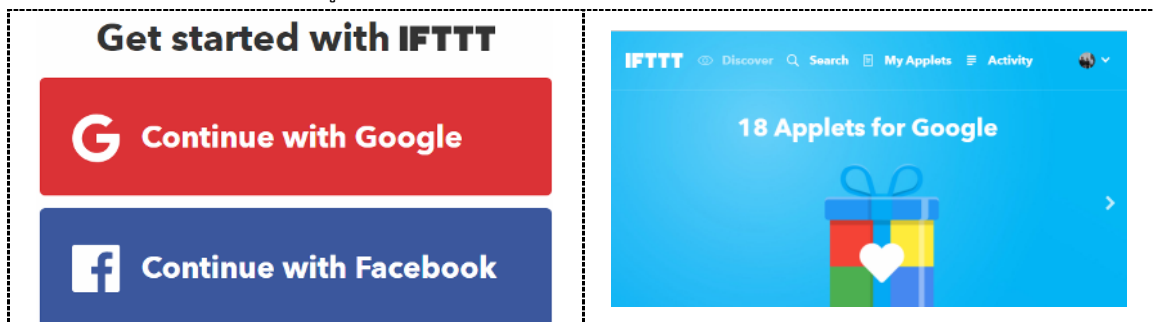 Get started with IFTTT
Continue with Google
Continue with Facebook
IFTTT Discover Search My Applets Activity
18 Applets for Google